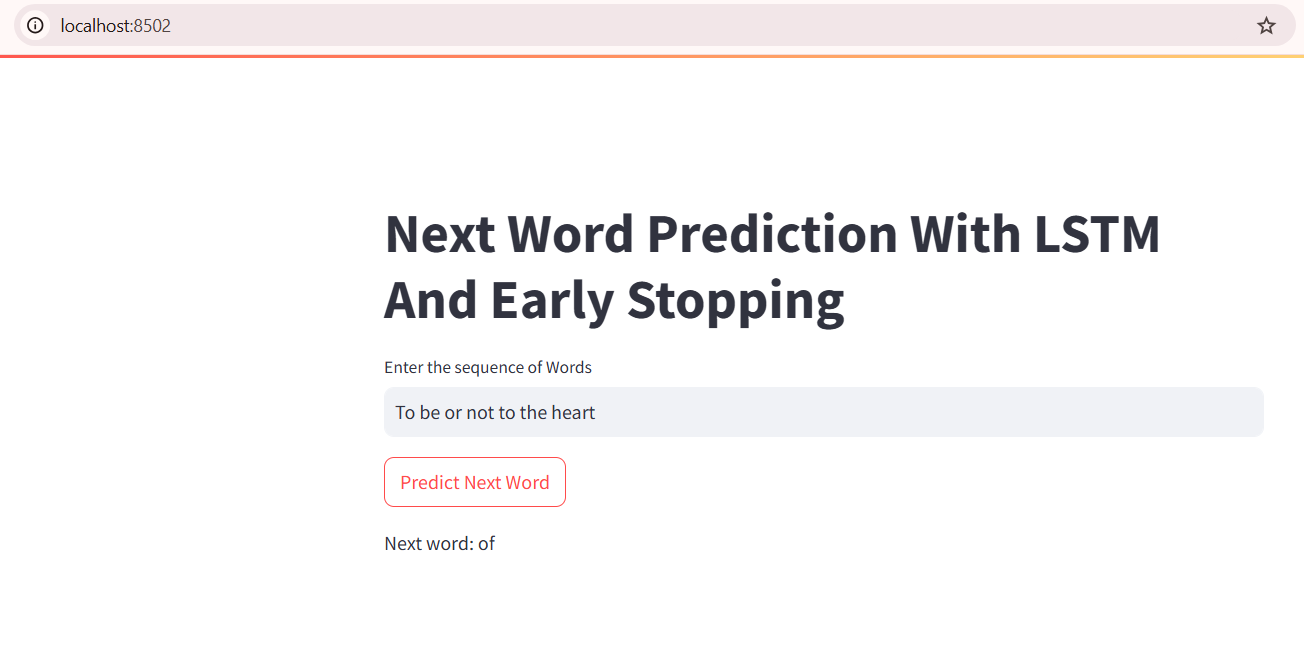 localhost:8502
Next Word Prediction With LSTM
And Early Stopping
Enter the sequence of Words
To be or not to the heart
Predict Next Word
Next word: of